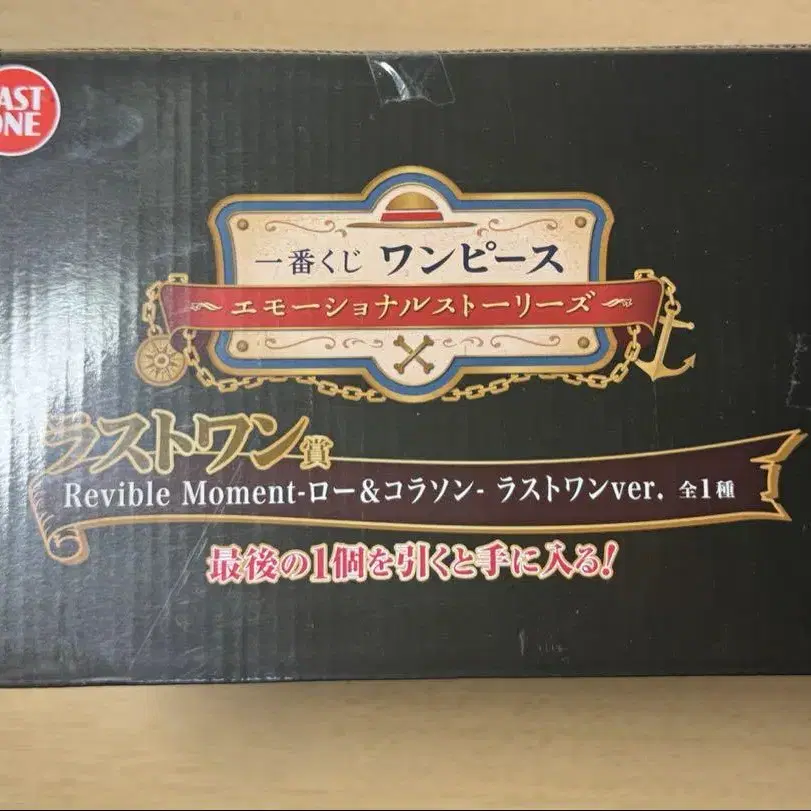 LAST
ONE
一番くじ ワンピース
エモーショナルストーリーズ
ラストワン賞
Revible Moment-ロー&コラソン- ラストワンver. 全1種
最後の1個を引くと手に入る!